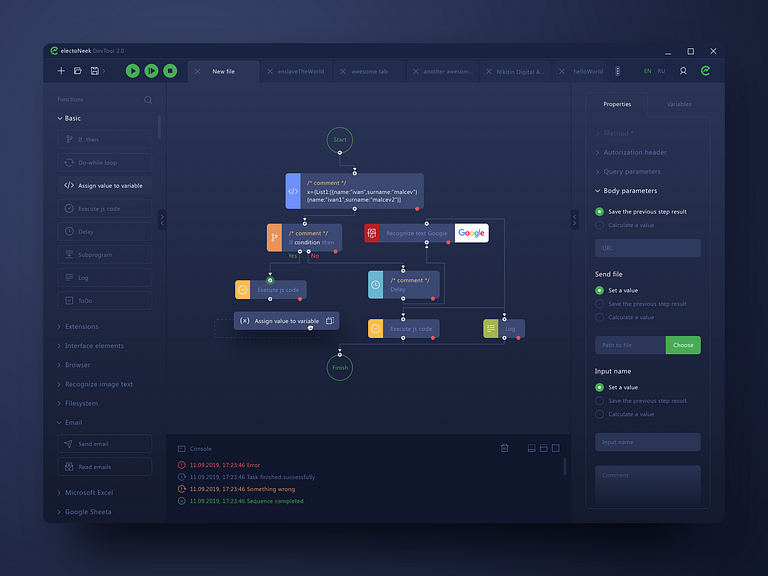 electoNeek DevTool 2.0
New file
enslaveTheWorld
awesome tab
another awesom...
Nikitin Digital A...
helloWorld
EN RU
Functions
Basic
If...then
Do-while loop
Assign value to variable
Execute js code
Delay
Subprogram
Log
ToDo
Extensions
Interface elements
Browser
Recognize image text
Filesystem
Email
Send email
Read emails
Microsoft Excel
Google Sheeta
Start
/* comment */
x={List1:[{name:"ivan",surname:"malcev"}
{name:"ivan1",surname:"malcev2"}]
/* comment */
If condition then
Yes
No
Recognize text Google
Google
Execute js code
/* comment */
Delay
(x) Assign value to variable
Execute js code
Log
Finish
Console
11.09.2019, 17:23:46 Error
11.09.2019, 17:23:46 Task finished successfully
11.09.2019, 17:23:46 Something wrong
11.09.2019, 17:23:46 Sequence completed
Properties
Variables
Method *
Autorization header
Query parameters
Body parameters
Save the previous step result
Calculate a value
URL
Send file
Set a value
Save the previous step result
Calculate a value
Path to file
Choose
Input name
Set a value
Save the previous step result
Calculate a value
Input name
Comment